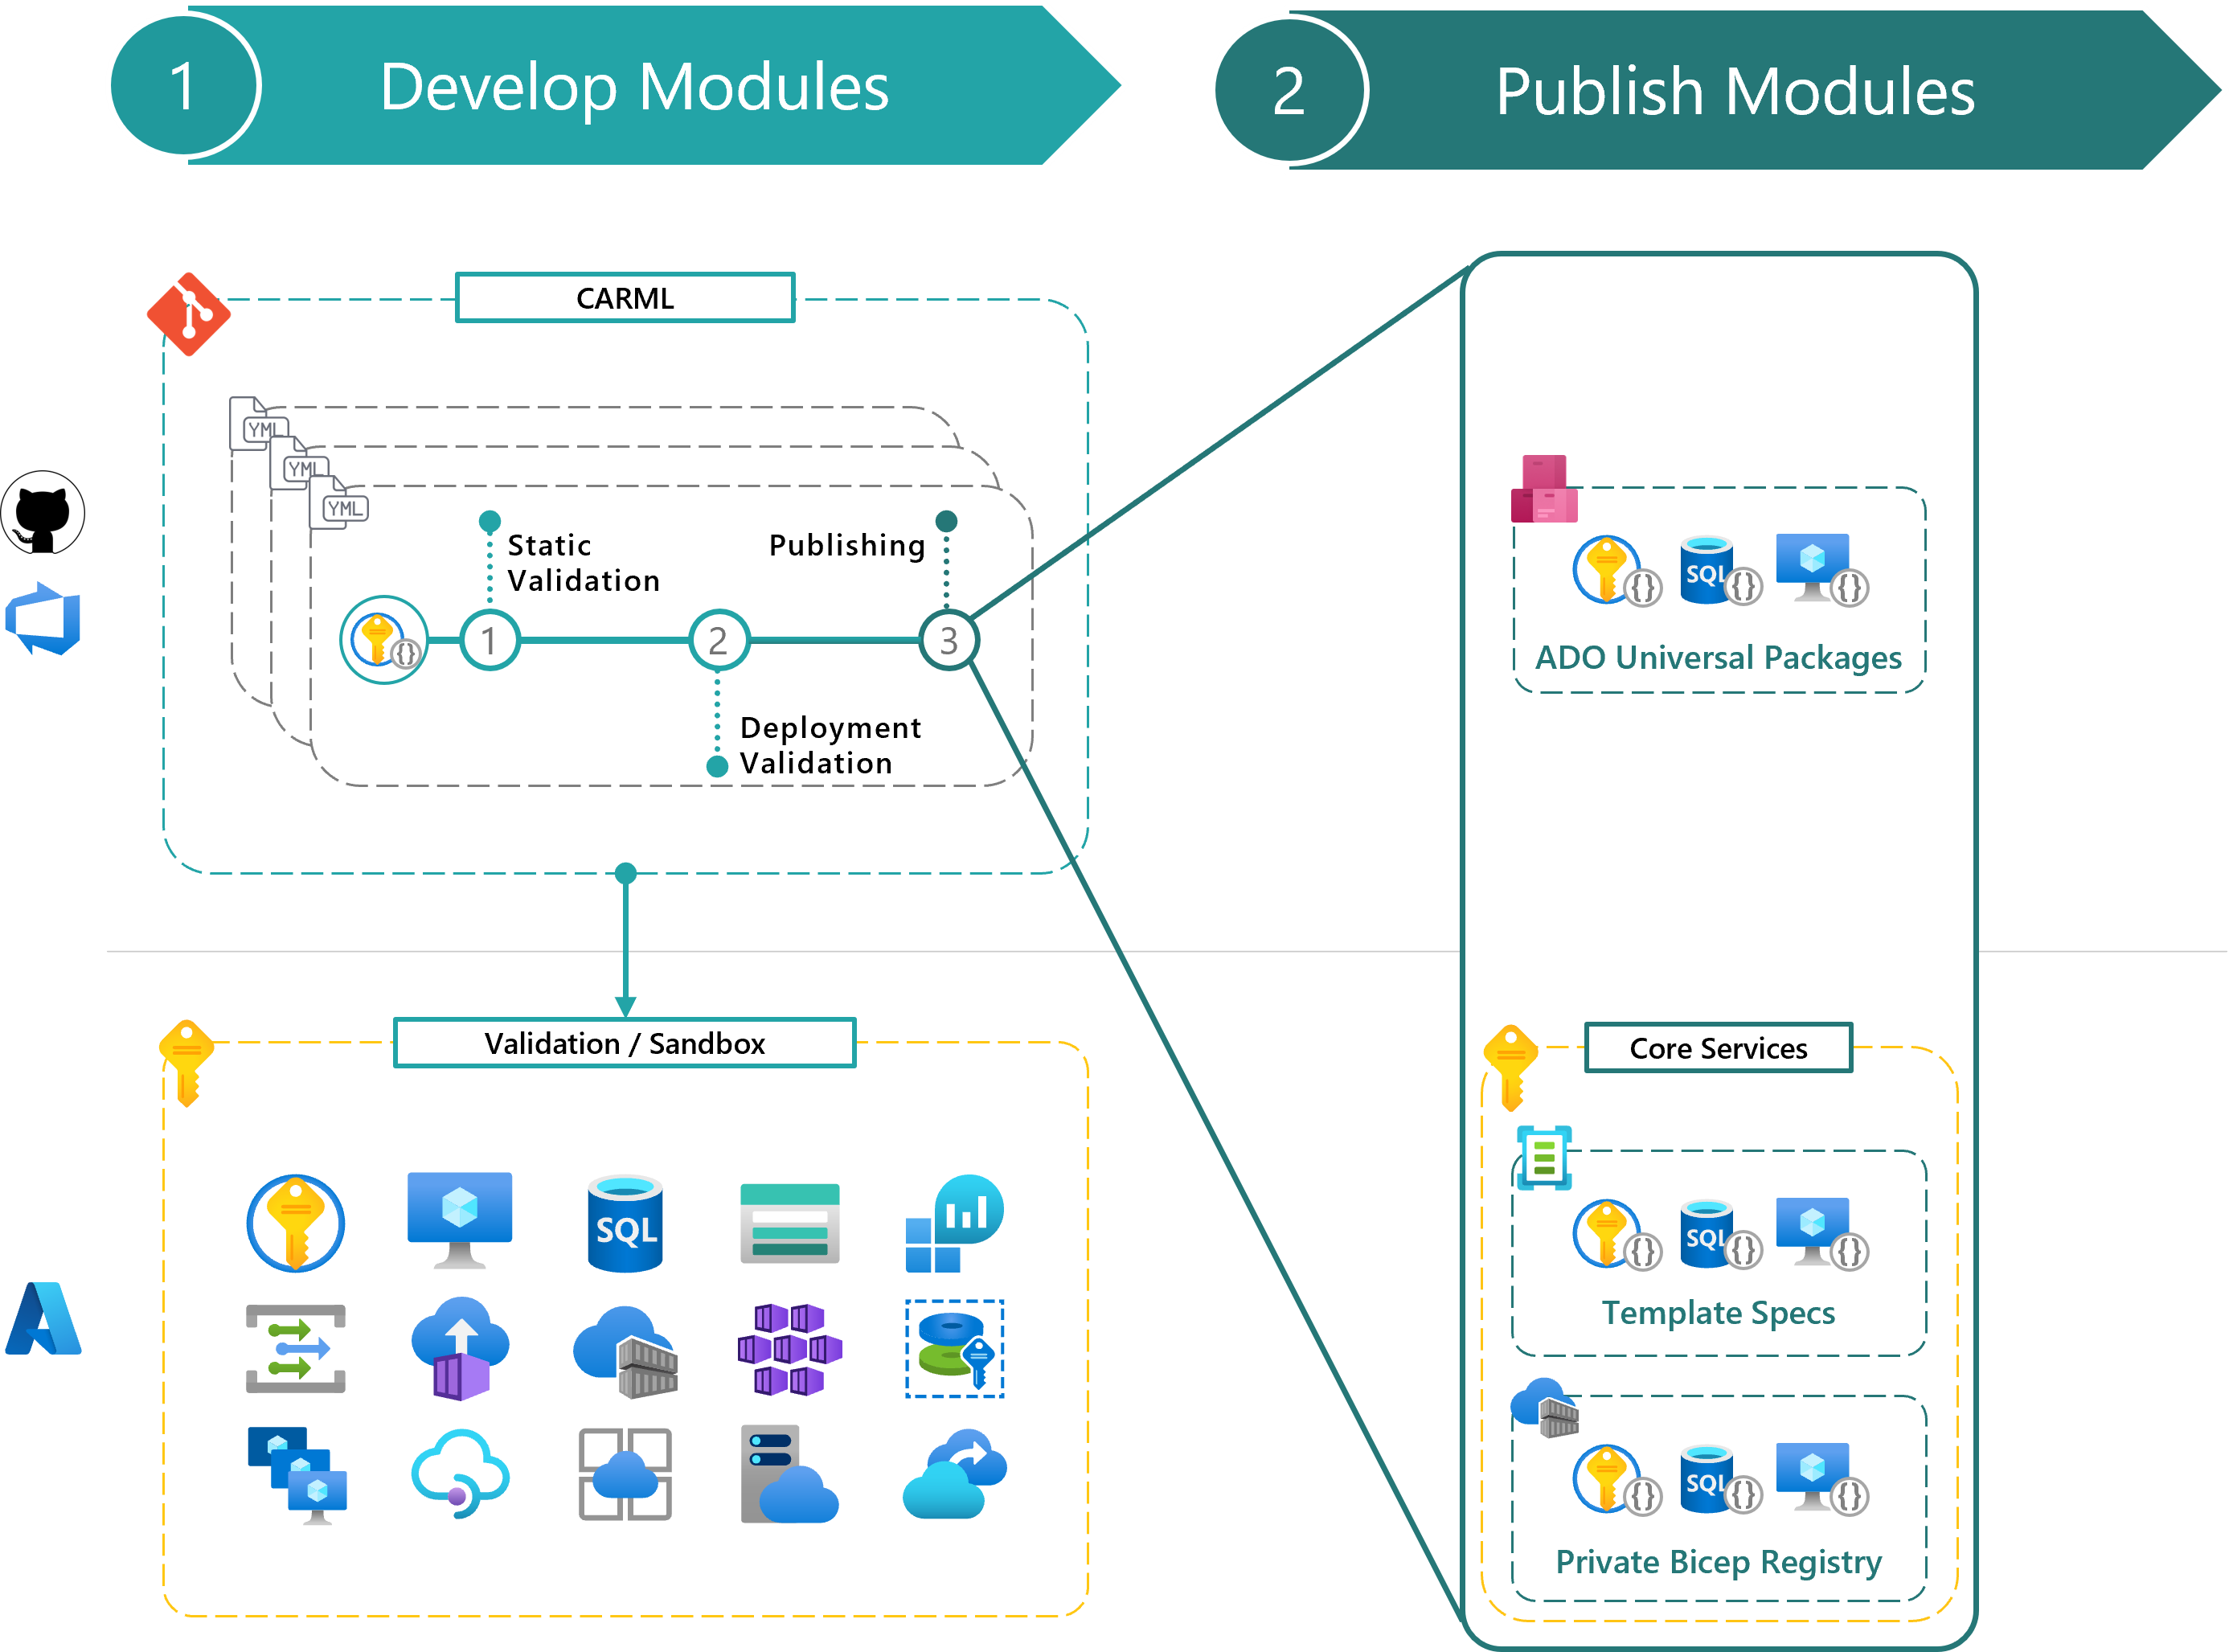 1
Develop Modules
2
Publish Modules
CARML
YML
YML
YML
Static
Validation
Publishing
{}
1
2
3
Deployment
Validation
{}
SQL
{}
{}
ADO Universal Packages
Validation / Sandbox
Core Services
SQL
{}
SQL
{}
{}
Template Specs
{}
SQL
{}
{}
Private Bicep Registry